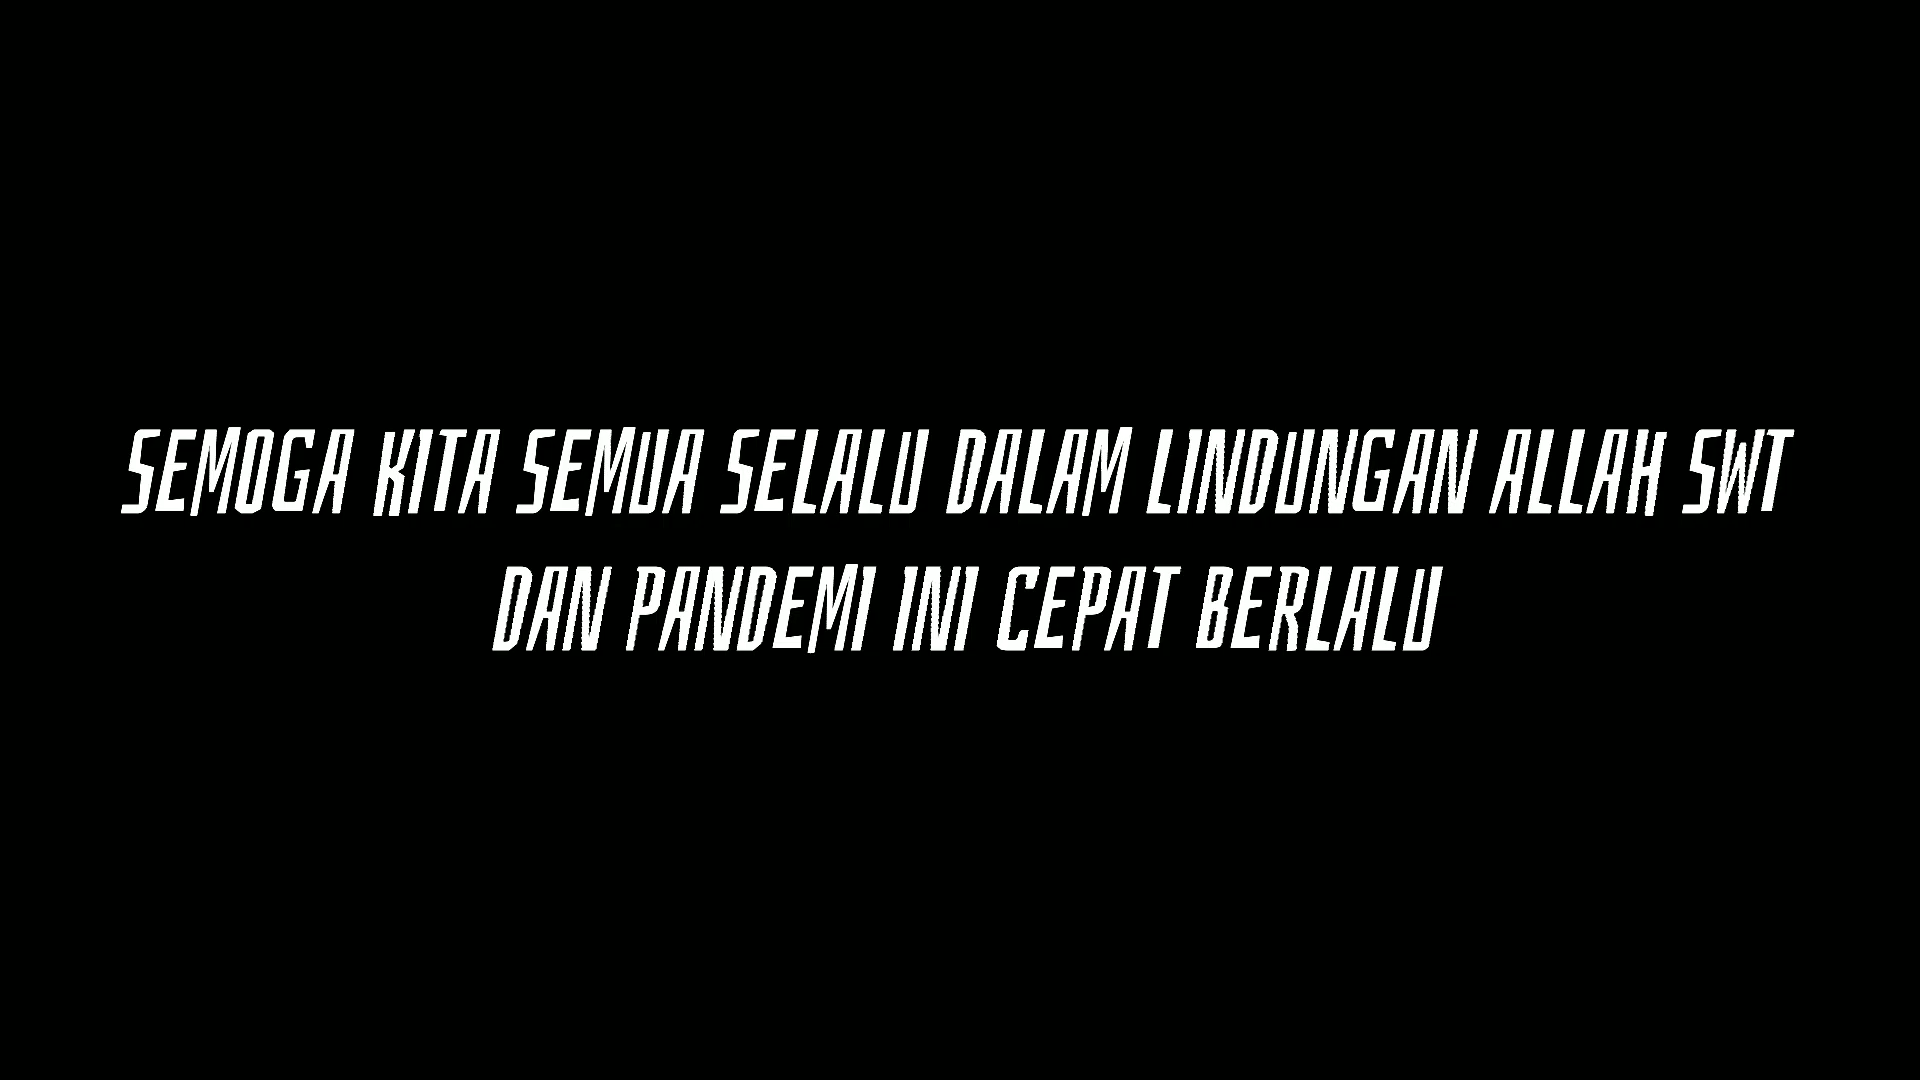 SEMOGA KITA SEMUA SELALU DALAM LINDUNGAN ALLAH SWT
DAN PANDEMI INI CEPAT BERLALU